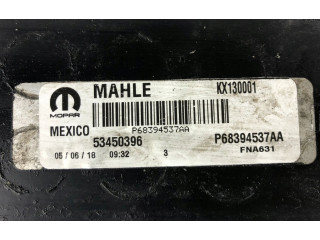 MAHLE KX130001
MOPAR
P68394537AA
MEXICO
53450396 P68394537AA
05 / 06 / 18 09:32 3 FNA631